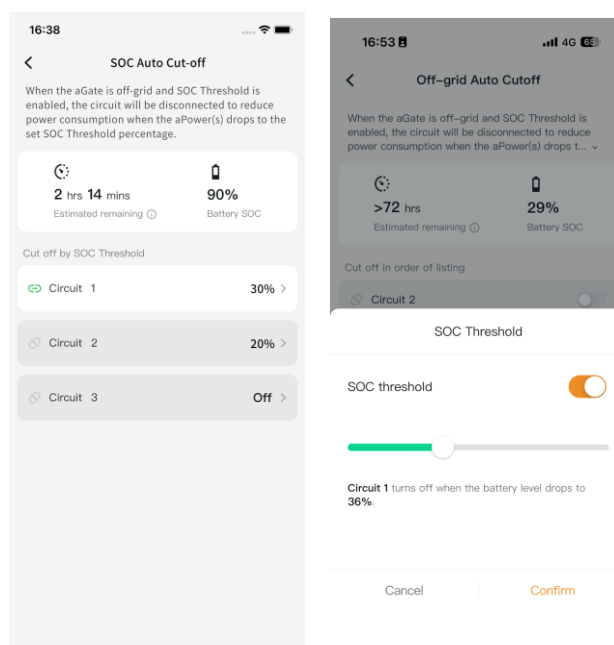 16:38
SOC Auto Cut-off
When the aGate is off-grid and SOC Threshold is
enabled, the circuit will be disconnected to reduce
power consumption when the aPower(s) drops to the
set SOC Threshold percentage.
2 hrs 14 mins
90%
Estimated remaining
Battery SOC
Cut off by SOC Threshold
Circuit 1
30%
Circuit 2
20%
Circuit 3
Off
16:53
4G 63
Off-grid Auto Cutoff
When the aGate is off-grid and SOC Threshold is
enabled, the circuit will be disconnected to reduce
power consumption when the aPower(s) drops t...
>72 hrs
29%
Estimated remaining
Battery SOC
Cut off in order of listing
Circuit 2
SOC Threshold
SOC threshold
Circuit 1 turns off when the battery level drops to
36%.
Cancel
Confirm